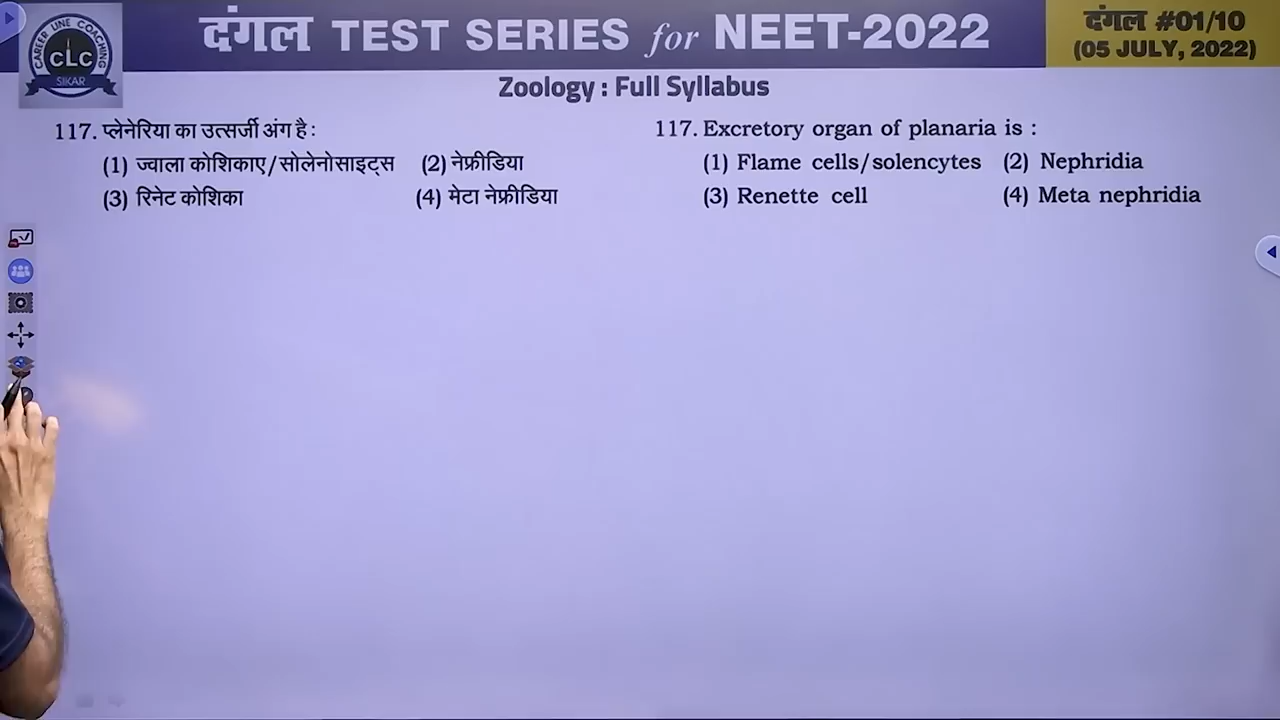 दंगल TEST SERIES for NEET-2022
दंगल #01/10
(05 JULY, 2022)
CAREER LINE COACHING
CLC
SIKAR
Zoology : Full Syllabus
117. प्लेनेरिया का उत्सर्जी अंग है :
(1) ज्वाला कोशिकाए/सोलेनोसाइट्स (2) नेफ्रीडिया
(3) रिनेट कोशिका (4) मेटा नेफ्रीडिया
117. Excretory organ of planaria is :
(1) Flame cells/solencytes (2) Nephridia
(3) Renette cell (4) Meta nephridia